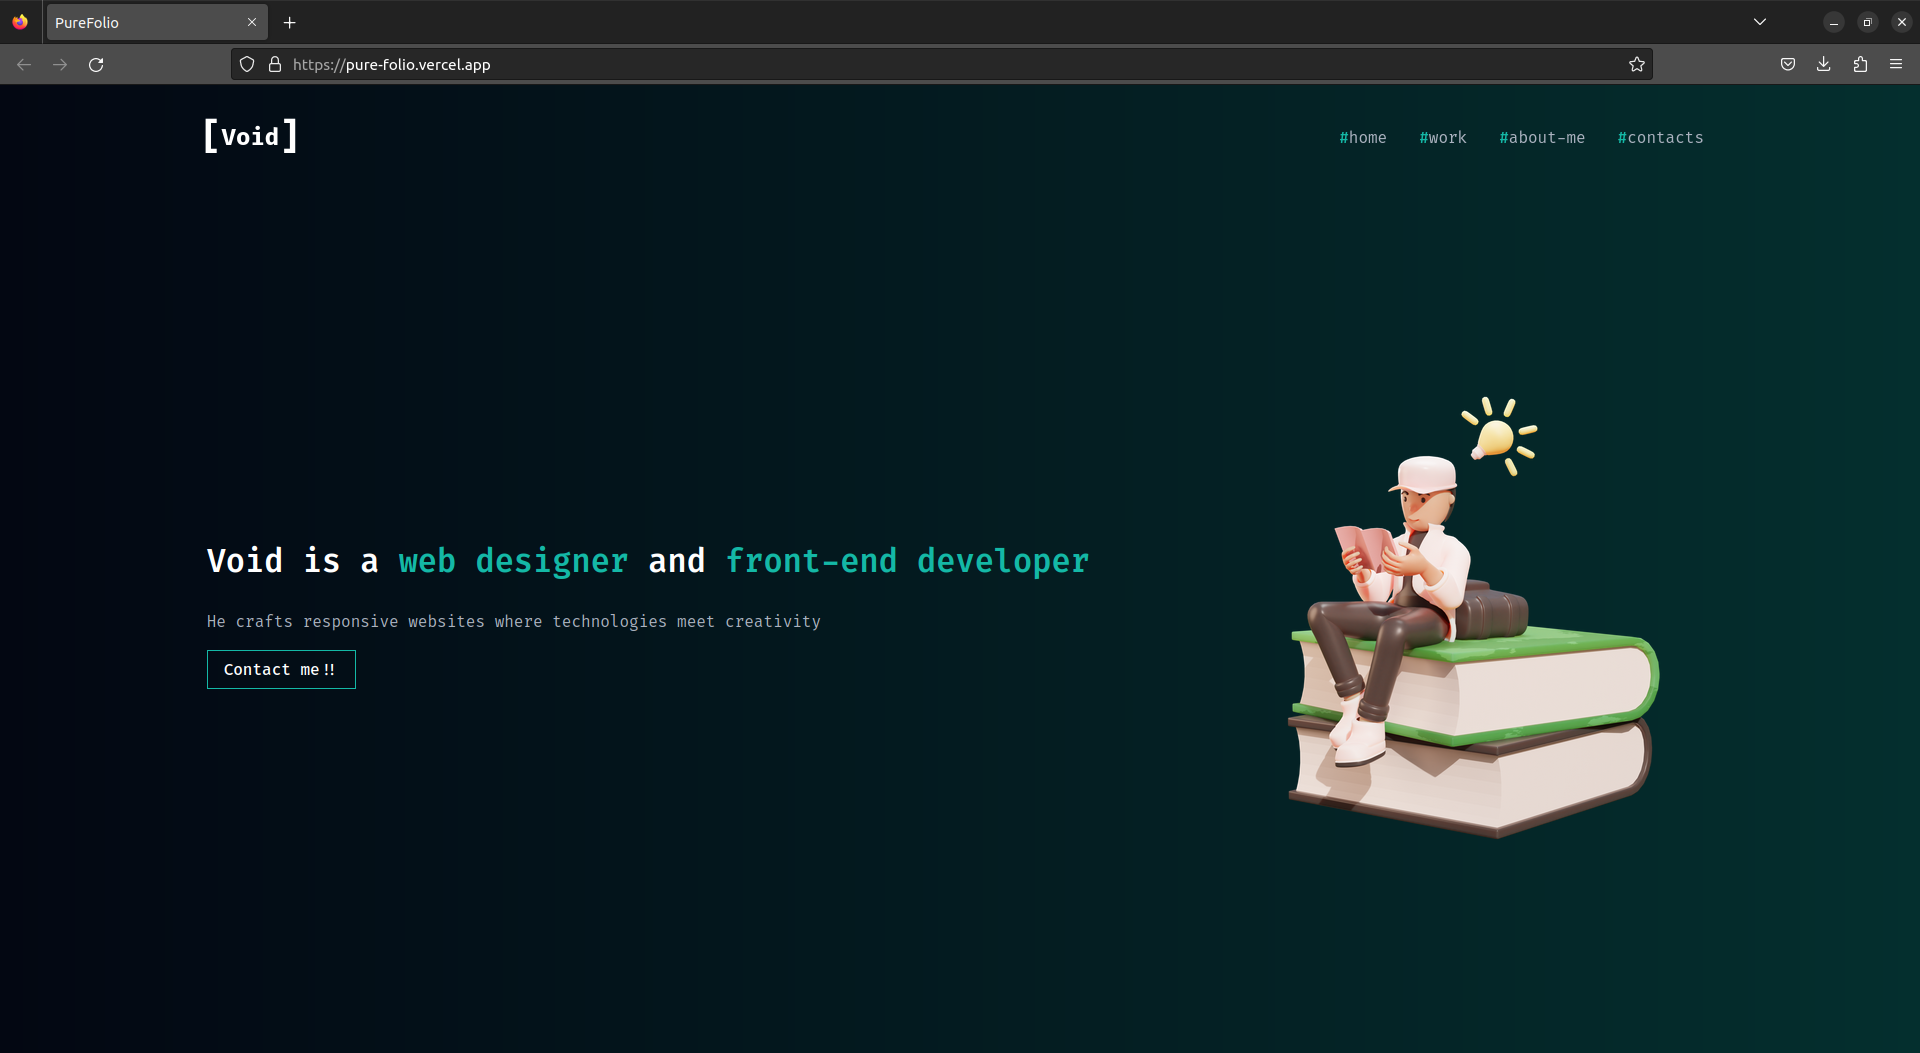 PureFolio
https://pure-folio.vercel.app
[Void]
#home #work #about-me #contacts
Void is a web designer and front-end developer
He crafts responsive websites where technologies meet creativity
Contact me!!